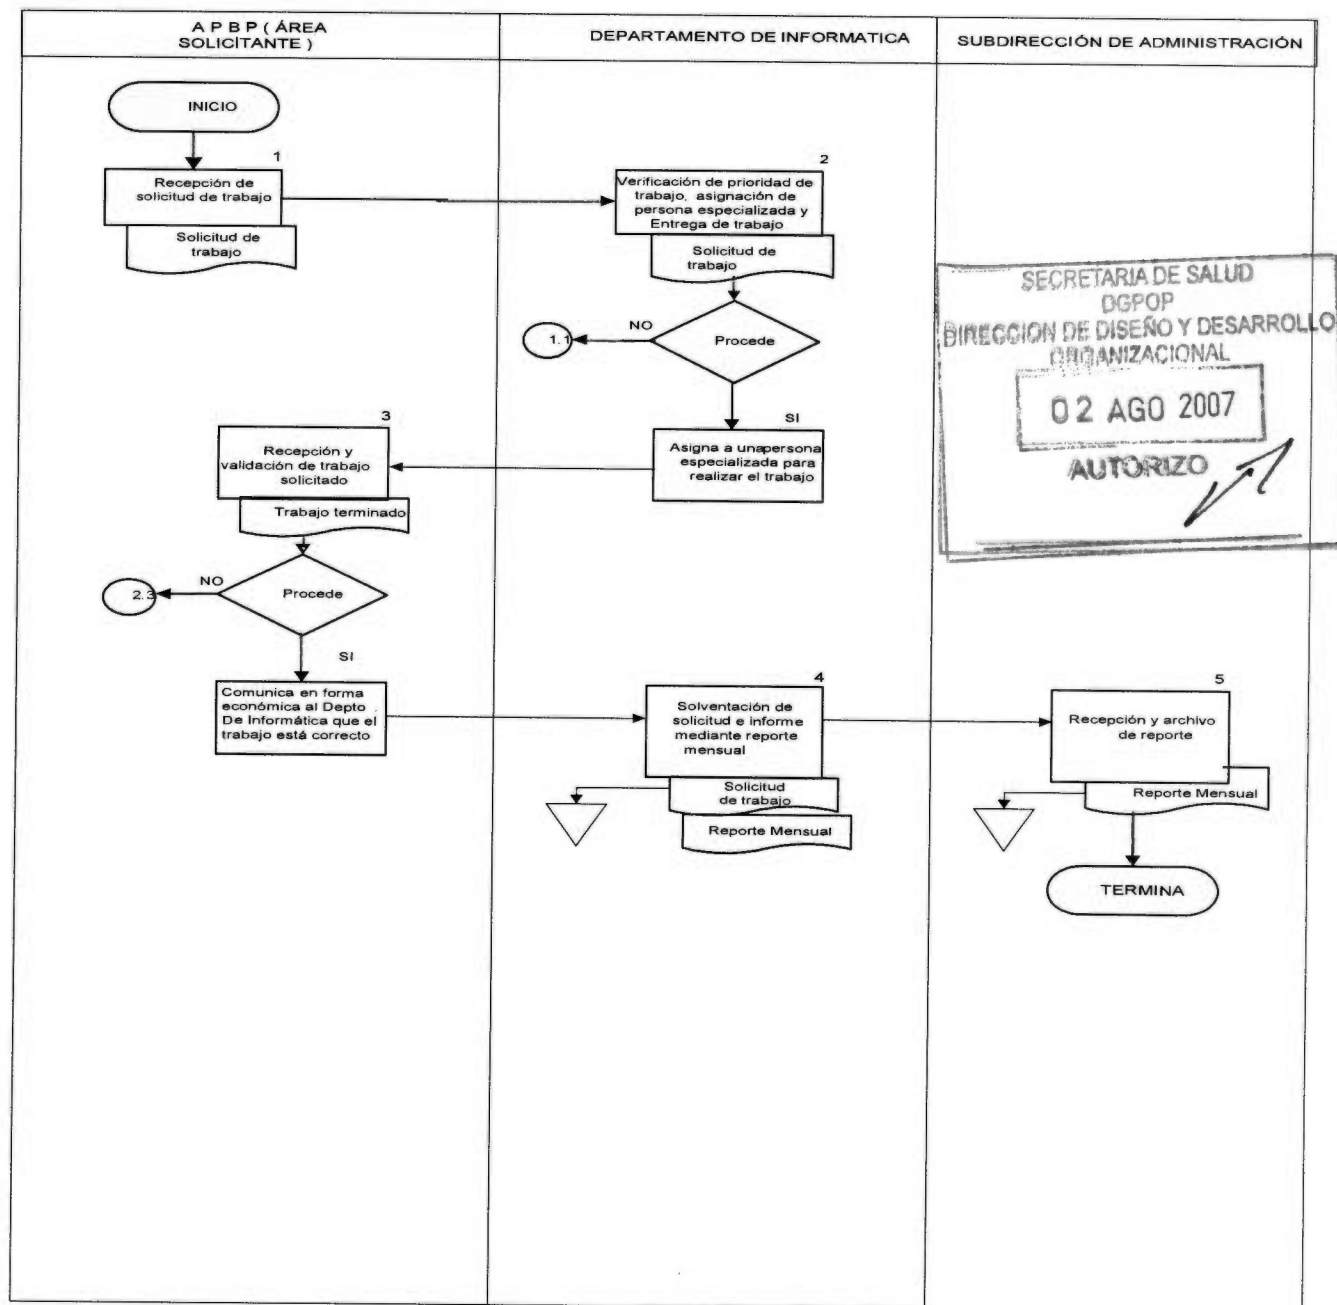 A P B P ( ÁREA
SOLICITANTE )
DEPARTAMENTO DE INFORMATICA
SUBDIRECCIÓN DE ADMINISTRACIÓN
INICIO
1
Recepción de
solicitud de trabajo
Solicitud de
trabajo
2
Verificación de prioridad de
trabajo, asignación de
persona especializada y
Entrega de trabajo
Solicitud de
trabajo
NO
1.1
Procede
SI
Asigna a unapersona
especializada para
realizar el trabajo
SECRETARIA DE SALUD
DGPOP
DIRECCION DE DISEÑO Y DESARROLLO
ORGANIZACIONAL
02 AGO 2007
AUTORIZO
3
Recepción y
validación de trabajo
solicitado
Trabajo terminado
NO
2.3
Procede
SI
Comunica en forma
económica al Depto .
De Informática que el
trabajo está correcto
4
Solventación de
solicitud e informe
mediante reporte
mensual
Solicitud
de trabajo
Reporte Mensual
5
Recepción y archivo
de reporte
Reporte Mensual
TERMINA